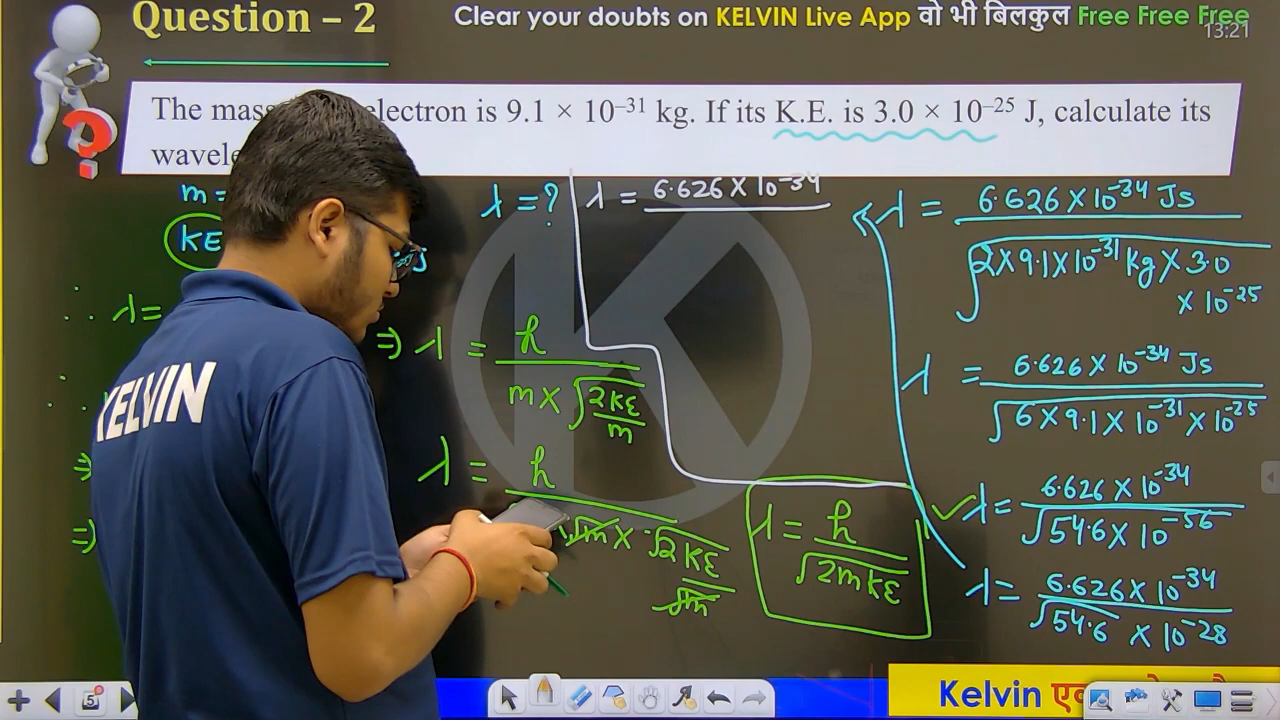 Question – 2
Clear your doubts on KELVIN Live App वो भी बिलकुल Free Free Free
13:21
The mass electron is 9.1 × 10⁻³¹ kg. If its K.E. is 3.0 × 10⁻²⁵ J, calculate its
m =
KE
J
λ = ?
∴ λ =
⇒ λ = h / m × √(2KE/m)
λ = h / √m × √2KE / √m
⇒
⇒
λ = h / √2mKE
λ = 6.626 × 10⁻³⁴
λ = 6.626 × 10⁻³⁴ Js / √2 × 9.1 × 10⁻³¹ kg × 3.0 × 10⁻²⁵
λ = 6.626 × 10⁻³⁴ Js / √6 × 9.1 × 10⁻³¹ × 10⁻²⁵
✓ λ = 6.626 × 10⁻³⁴ / √54.6 × 10⁻⁵⁶
λ = 6.626 × 10⁻³⁴ / √54.6 × 10⁻²⁸
KELVIN
5
Kelvin